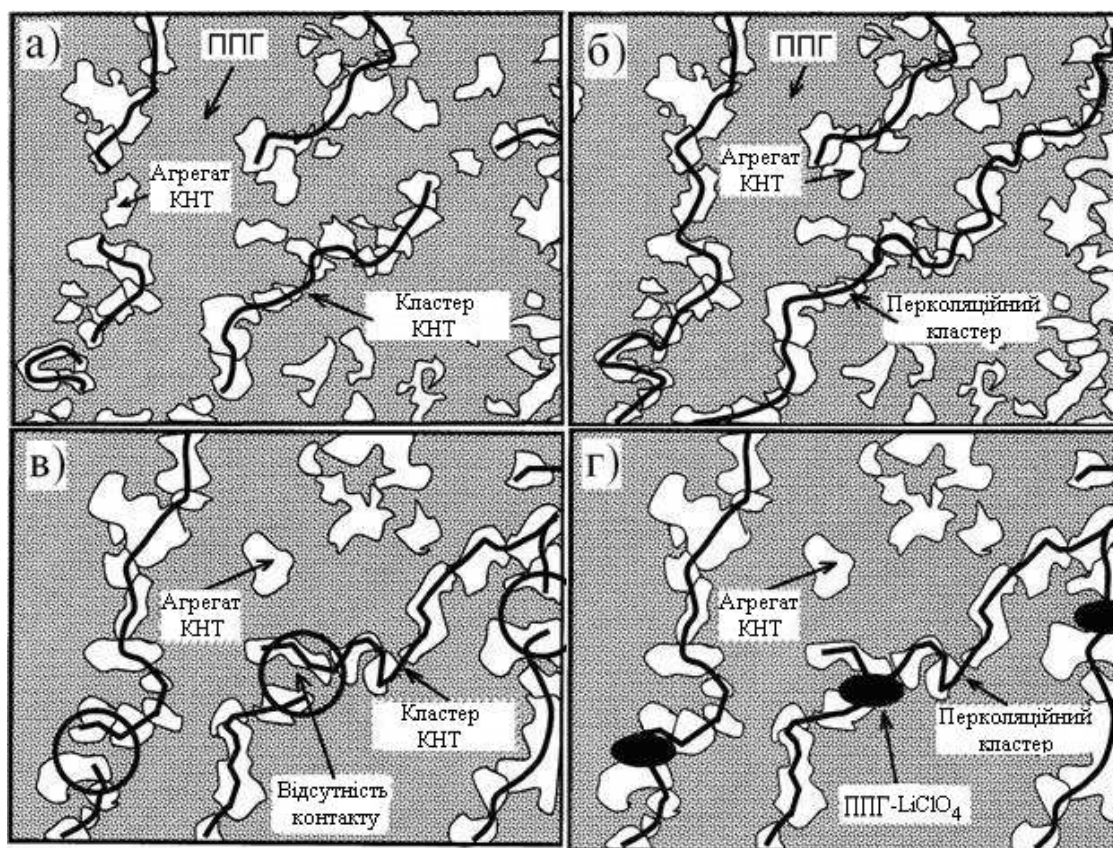 а)
ППГ
Агрегат
КНТ
Кластер
КНТ
б)
ППГ
Агрегат
КНТ
Перколяційний
кластер
в)
Агрегат
КНТ
Кластер
КНТ
Відсутність
контакту
г)
Агрегат
КНТ
Перколяційний
кластер
ППГ-LiClO₄